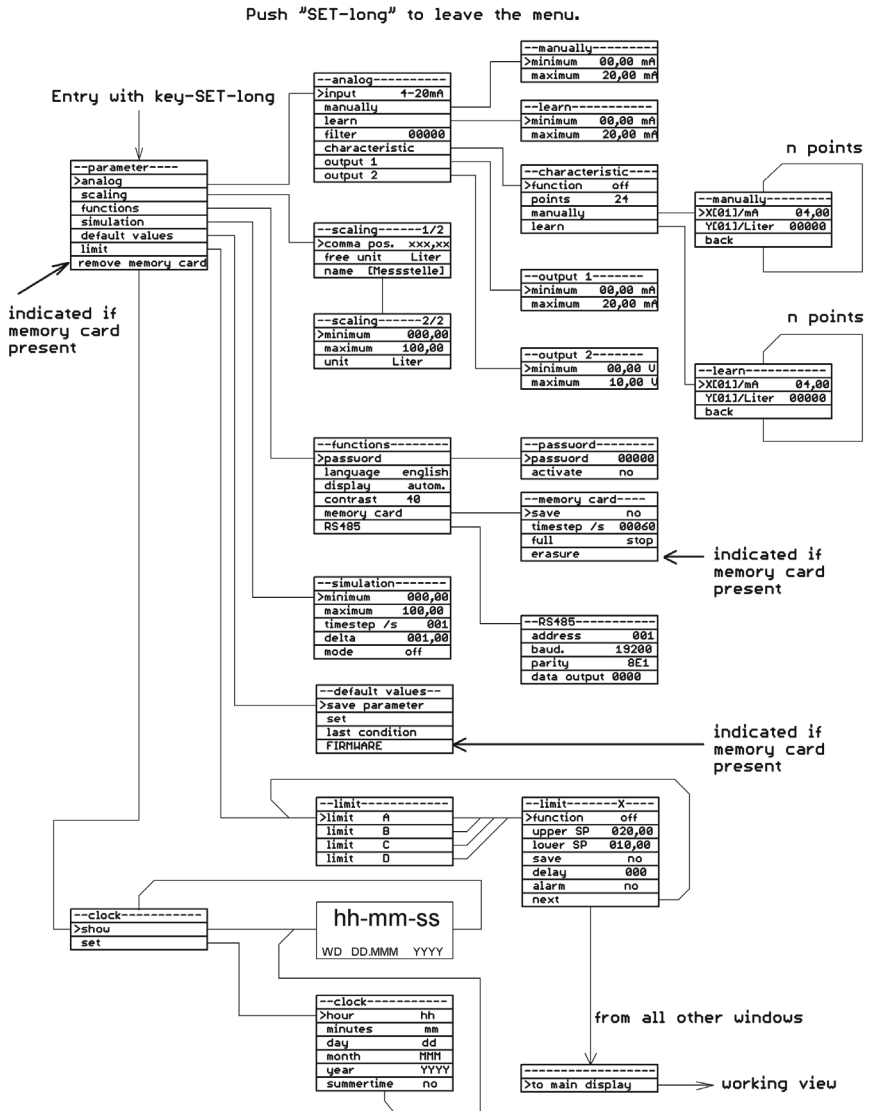 Push "SET-long" to leave the menu.
Entry with key-SET-long
--parameter----
>analog
scaling
functions
simulation
default values
limit
remove memory card
indicated if
memory card
present
--analog-----------
>input 4-20mA
manually
learn
filter 00000
characteristic
output 1
output 2
--manually---------
>minimum 00,00 mA
maximum 20,00 mA
--learn------------
>minimum 00,00 mA
maximum 20,00 mA
--characteristic---
>function off
points 24
manually
learn
n points
--manually---------
>X[01]/mA 04,00
Y[01]/Liter 00000
back
--scaling------1/2
>comma pos. xxx,xx
free unit Liter
name [Messstelle]
--scaling------2/2
>minimum 000,00
maximum 100,00
unit Liter
--output 1---------
>minimum 00,00 mA
maximum 20,00 mA
--output 2---------
>minimum 00,00 V
maximum 10,00 V
n points
--learn------------
>X[01]/mA 04,00
Y[01]/Liter 00000
back
--functions--------
>password
language english
display autom.
contrast 40
memory card
RS485
--password---------
>password 00000
activate no
--memory card----
>save no
timestep /s 00060
full stop
erasure
indicated if
memory card
present
--simulation-------
>minimum 000,00
maximum 100,00
timestep /s 001
delta 001,00
mode off
--RS485------------
address 001
baud. 19200
parity 8E1
data output 0000
--default values--
>save parameter
set
last condition
FIRMWARE
indicated if
memory card
present
--limit------------
>limit A
limit B
limit C
limit D
--limit-------X----
>function off
upper SP 020,00
lower SP 010,00
save no
delay 000
alarm no
next
--clock------------
>show
set
hh-mm-ss
WD DD.MMM YYYY
--clock------------
>hour hh
minutes mm
day dd
month MMM
year YYYY
summertime no
from all other windows
-------------------
>to main display
working view